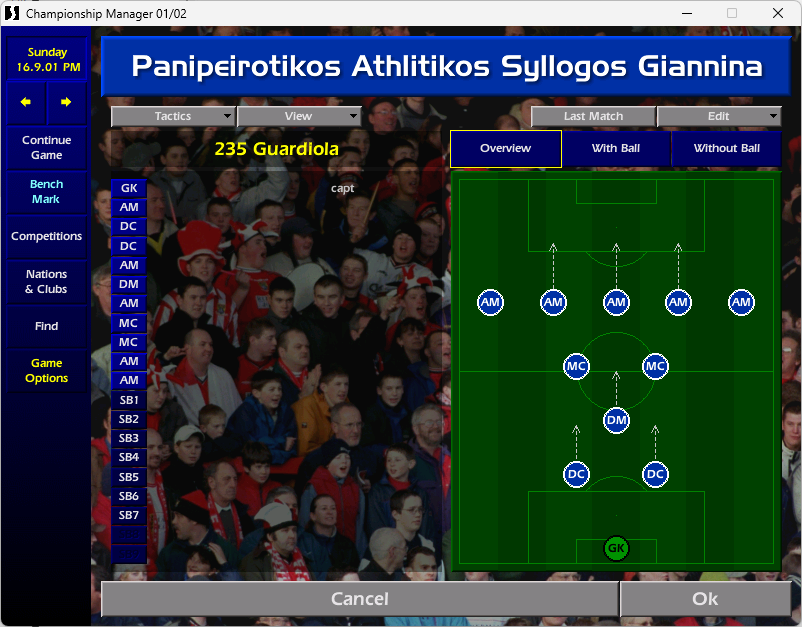 Championship Manager 01/02
Sunday
16.9.01 PM
Continue
Game
Bench
Mark
Competitions
Nations
& Clubs
Find
Game
Options
Panipeirotikos Athlitikos Syllogos Giannina
Tactics
View
Last Match
Edit
235 Guardiola
Overview
With Ball
Without Ball
GK
capt
AM
DC
DC
AM
DM
AM
MC
MC
AM
AM
SB1
SB2
SB3
SB4
SB5
SB6
SB7
AM
AM
AM
AM
AM
MC
MC
DM
DC
DC
GK
Cancel
Ok